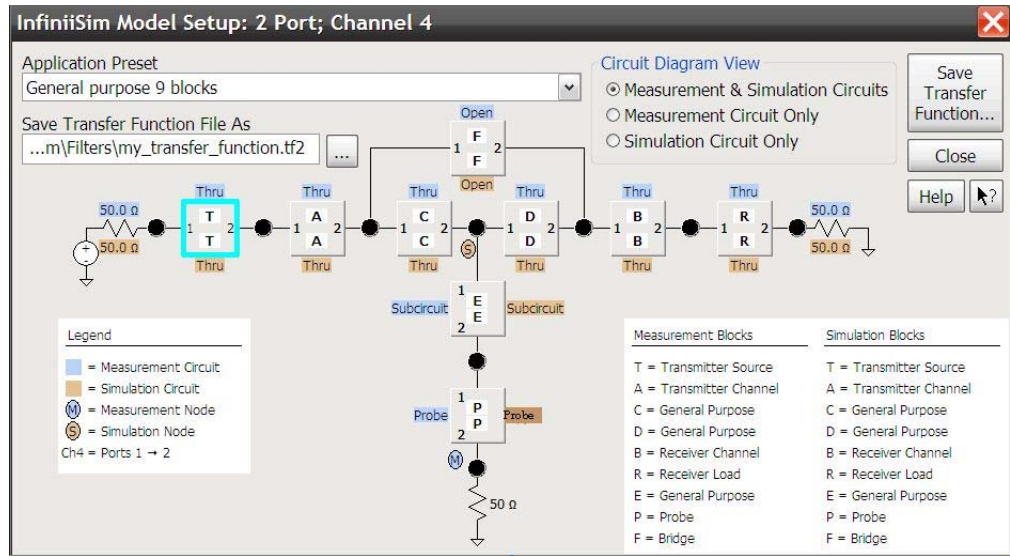 InfiniiSim Model Setup: 2 Port; Channel 4
Application Preset
General purpose 9 blocks
Save Transfer Function File As
...m\Filters\my_transfer_function.tf2
...
Circuit Diagram View
Measurement & Simulation Circuits
Measurement Circuit Only
Simulation Circuit Only
Save
Transfer
Function...
Close
Help
?
Open
F
1 2
F
Open
Thru Thru Thru Thru Thru Thru
50.0 Ω 50.0 Ω
1 T 2 1 A 2 1 C 2 1 D 2 1 B 2 1 R 2
T A C D B R
50.0 Ω 50.0 Ω
+
-
S
Thru Thru Thru Thru Thru Thru
1
E
Subcircuit E Subcircuit
2
1
P
Probe P Probe
2
M
50 Ω
Legend
= Measurement Circuit
= Simulation Circuit
M = Measurement Node
S = Simulation Node
Ch4 = Ports 1 → 2
Measurement Blocks
T = Transmitter Source
A = Transmitter Channel
C = General Purpose
D = General Purpose
B = Receiver Channel
R = Receiver Load
E = General Purpose
P = Probe
F = Bridge
Simulation Blocks
T = Transmitter Source
A = Transmitter Channel
C = General Purpose
D = General Purpose
B = Receiver Channel
R = Receiver Load
E = General Purpose
P = Probe
F = Bridge